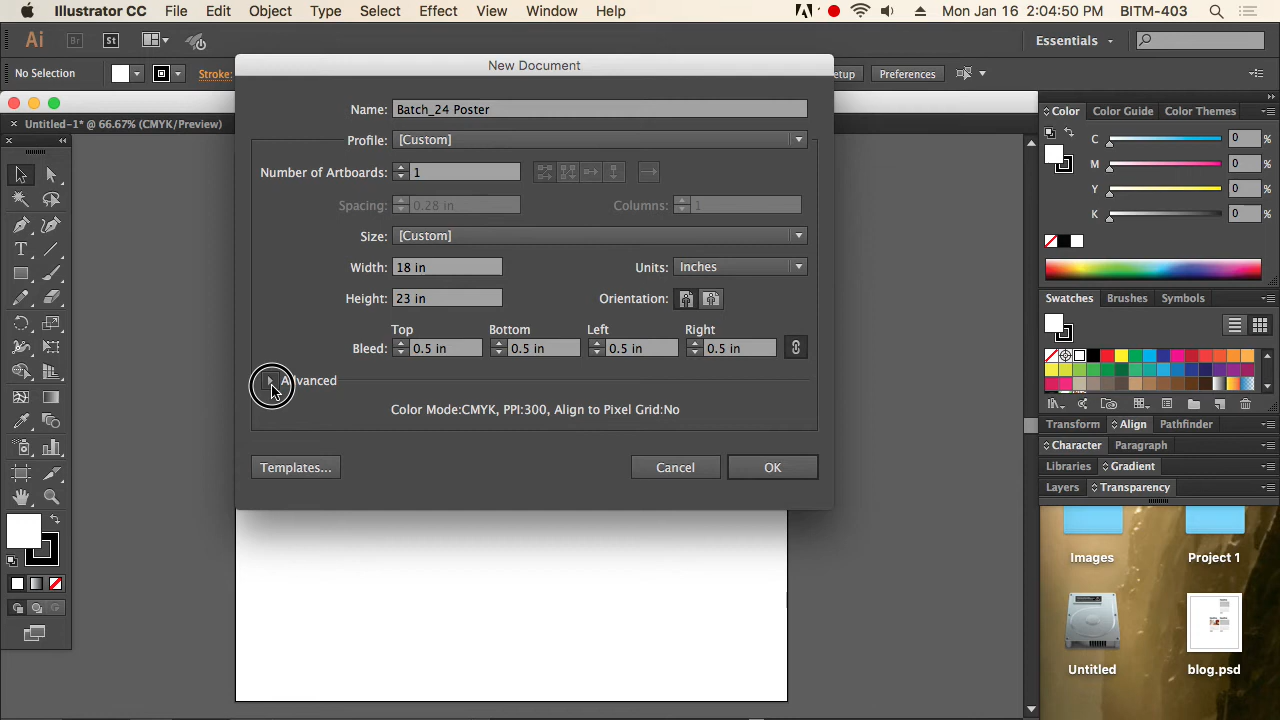 Illustrator CC File Edit Object Type Select Effect View Window Help Mon Jan 16 2:04:50 PM BITM-403
Ai Br St Essentials
No Selection Stroke: Preferences
New Document
Untitled-1* @ 66.67% (CMYK/Preview)
Name: Batch_24 Poster
Profile: [Custom]
Number of Artboards: 1
Spacing: 0.28 in Columns: 1
Size: [Custom]
Width: 18 in Units: Inches
Height: 23 in Orientation:
Top Bottom Left Right
Bleed: 0.5 in 0.5 in 0.5 in 0.5 in
Advanced
Color Mode:CMYK, PPI:300, Align to Pixel Grid:No
Templates... Cancel OK
Color Color Guide Color Themes
C 0 %
M 0 %
Y 0 %
K 0 %
Swatches Brushes Symbols
Transform Align Pathfinder
Character Paragraph
Libraries Gradient
Layers Transparency
Images Project 1
Untitled blog.psd